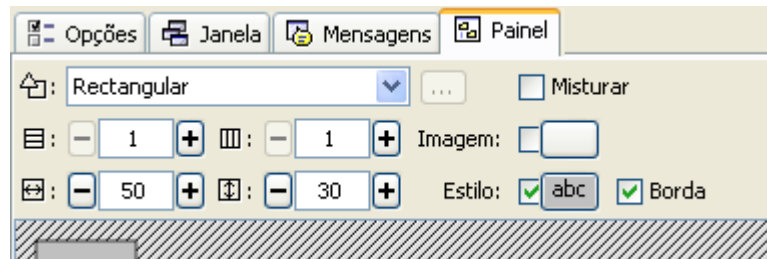 Opções Janela Mensagens Painel
: Rectangular ... Misturar
: − 1 + : − 1 + Imagem:
: − 50 + : − 30 + Estilo: abc Borda